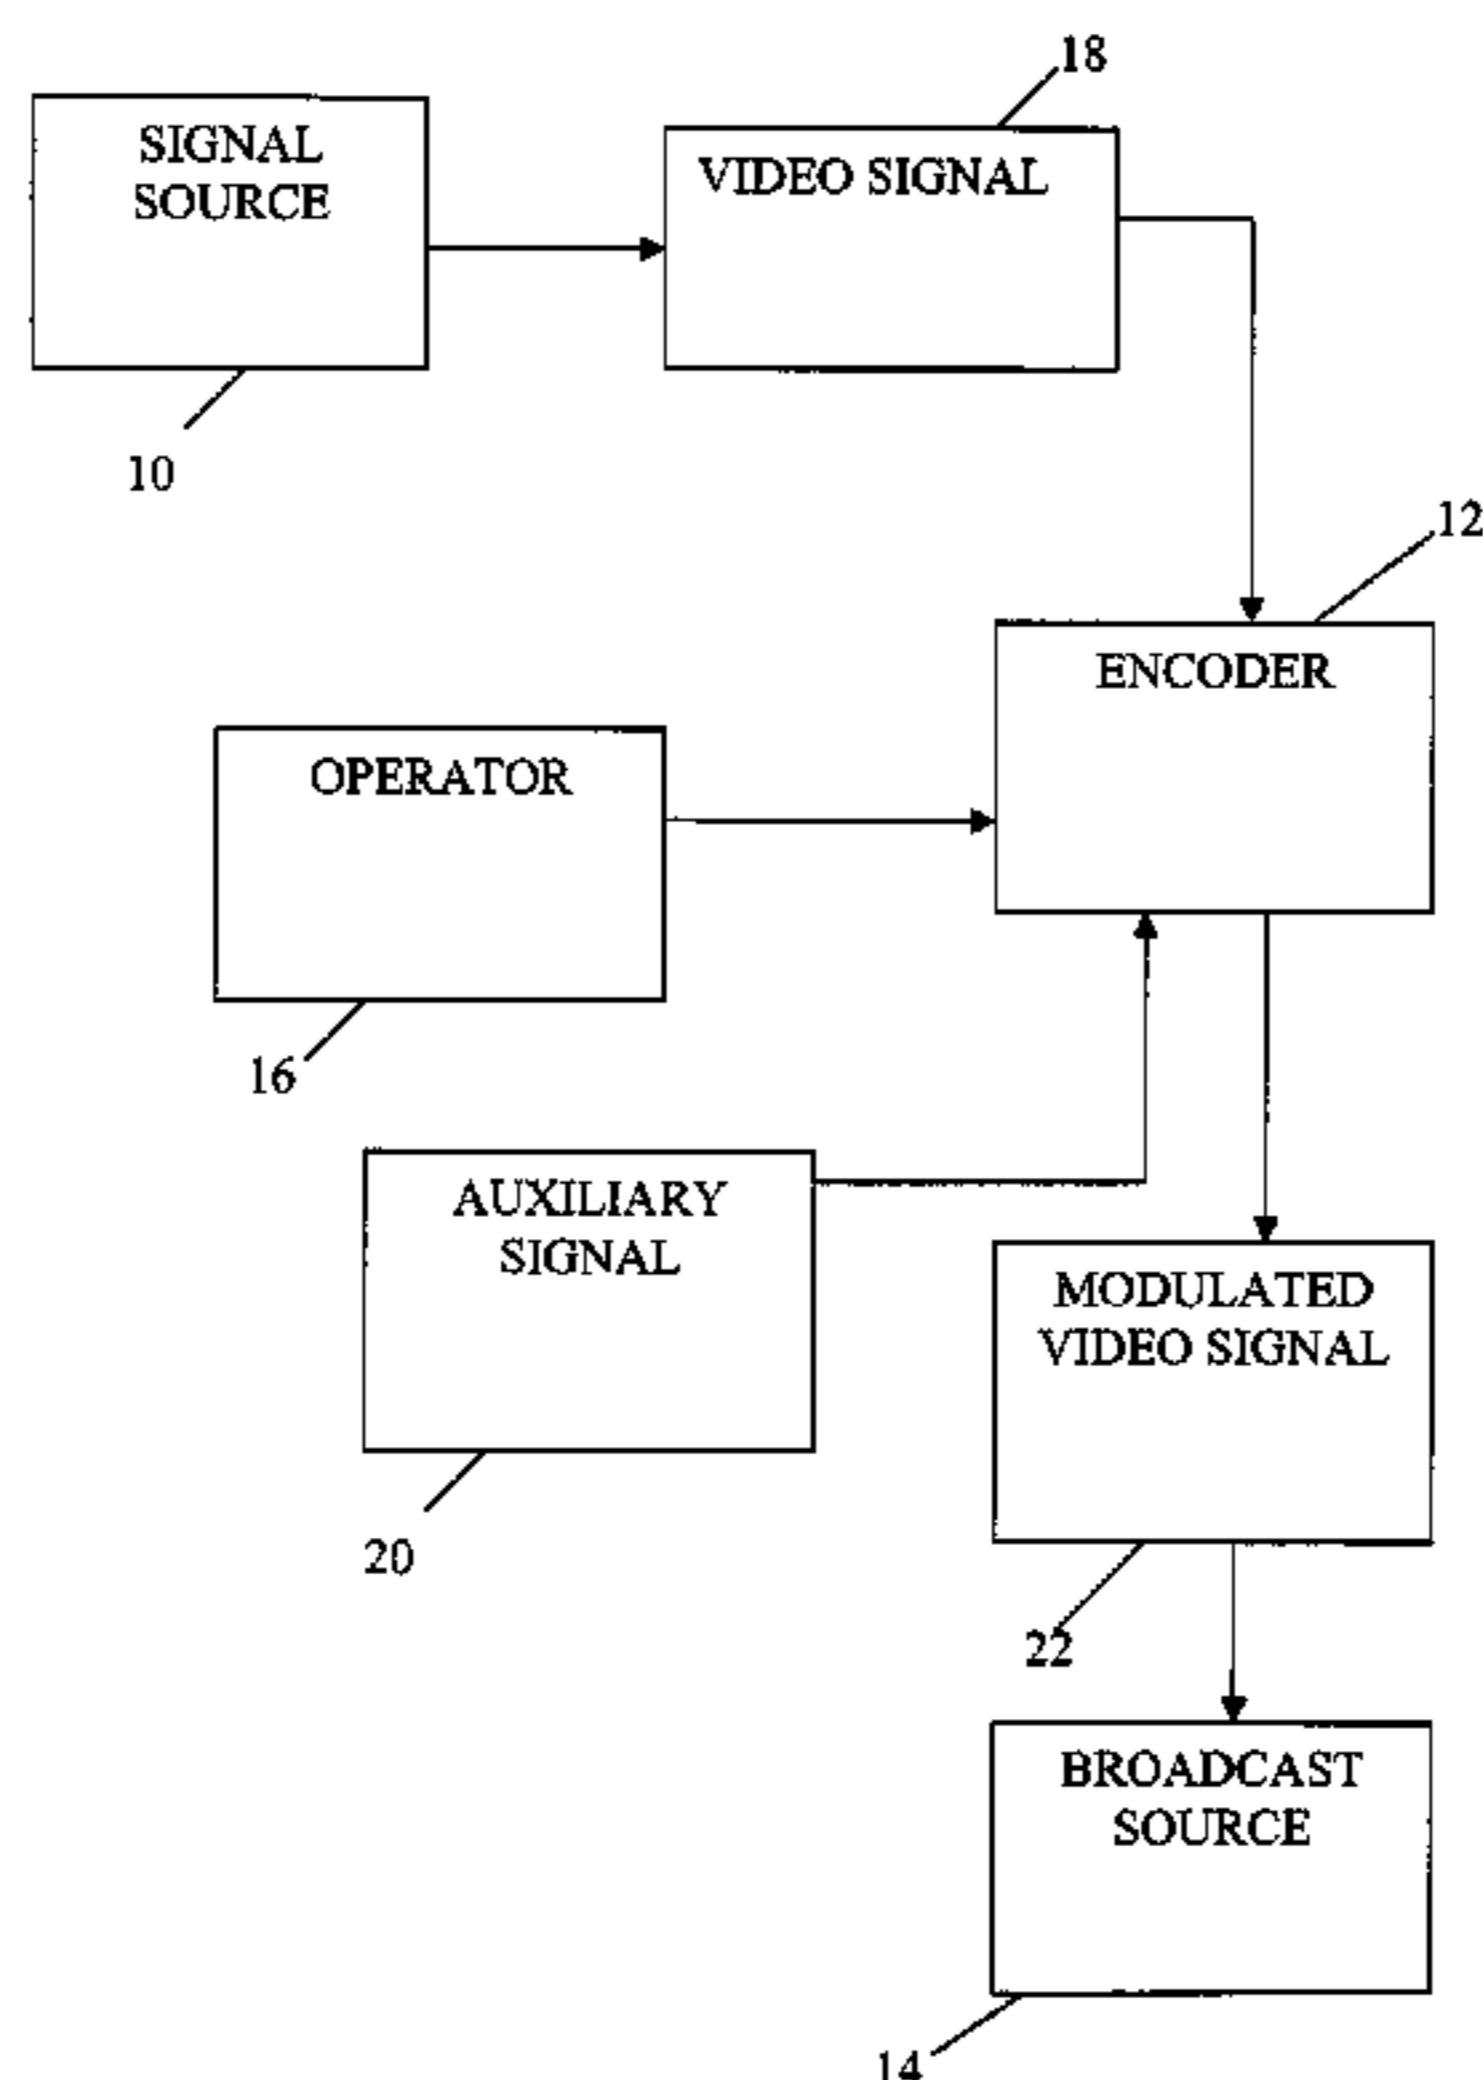 18
SIGNAL
SOURCE
VIDEO SIGNAL
10
12
ENCODER
OPERATOR
16
AUXILIARY
SIGNAL
MODULATED
VIDEO SIGNAL
20
22
BROADCAST
SOURCE
14